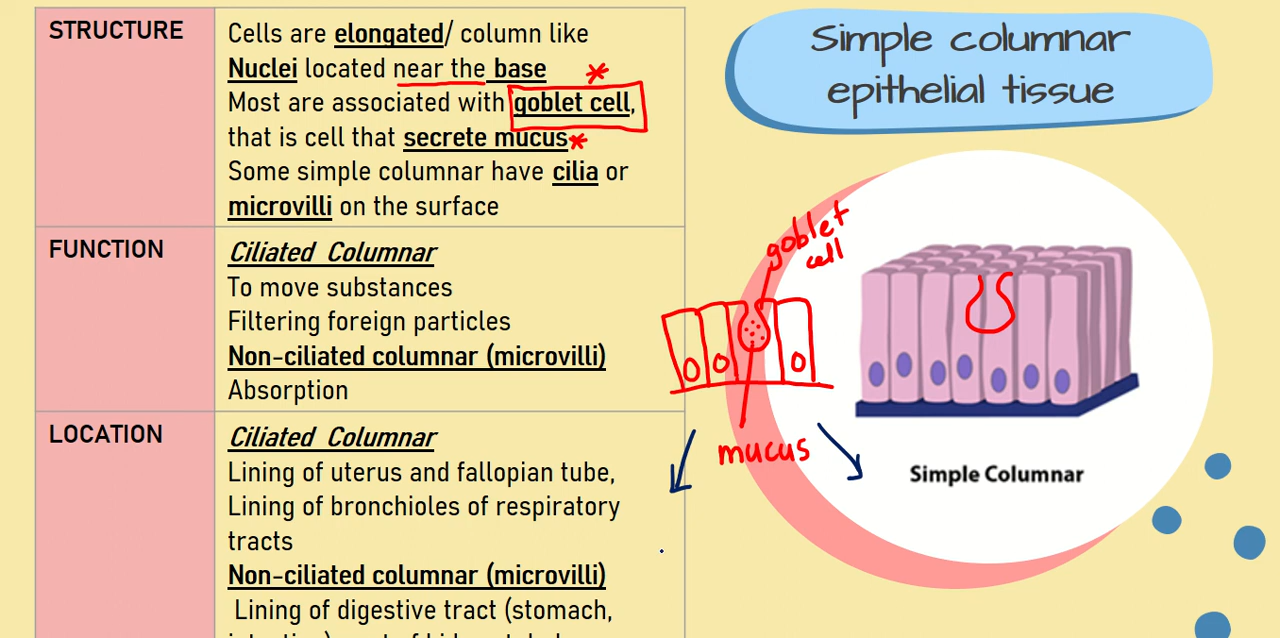 STRUCTURE
Cells are elongated/ column like
Nuclei located near the base
Most are associated with goblet cell,
that is cell that secrete mucus
Some simple columnar have cilia or
microvilli on the surface
FUNCTION
Ciliated Columnar
To move substances
Filtering foreign particles
Non-ciliated columnar (microvilli)
Absorption
LOCATION
Ciliated Columnar
Lining of uterus and fallopian tube,
Lining of bronchioles of respiratory
tracts
Non-ciliated columnar (microvilli)
Lining of digestive tract (stomach,
Simple columnar
epithelial tissue
goblet
cell
mucus
Simple Columnar